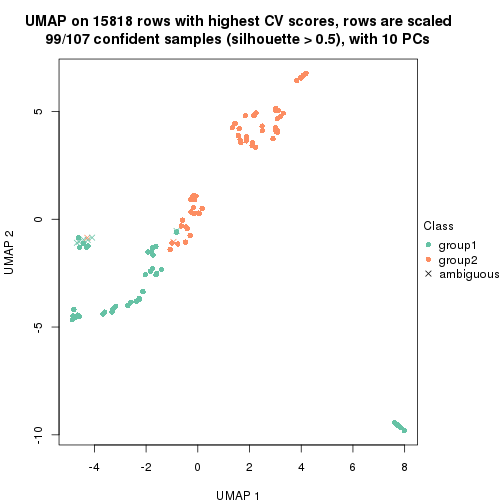 UMAP on 15818 rows with highest CV scores, rows are scaled
99/107 confident samples (silhouette > 0.5), with 10 PCs
5
0
-5
-10
UMAP 2
-4
-2
0
2
4
6
8
UMAP 1
Class
group1
group2
ambiguous